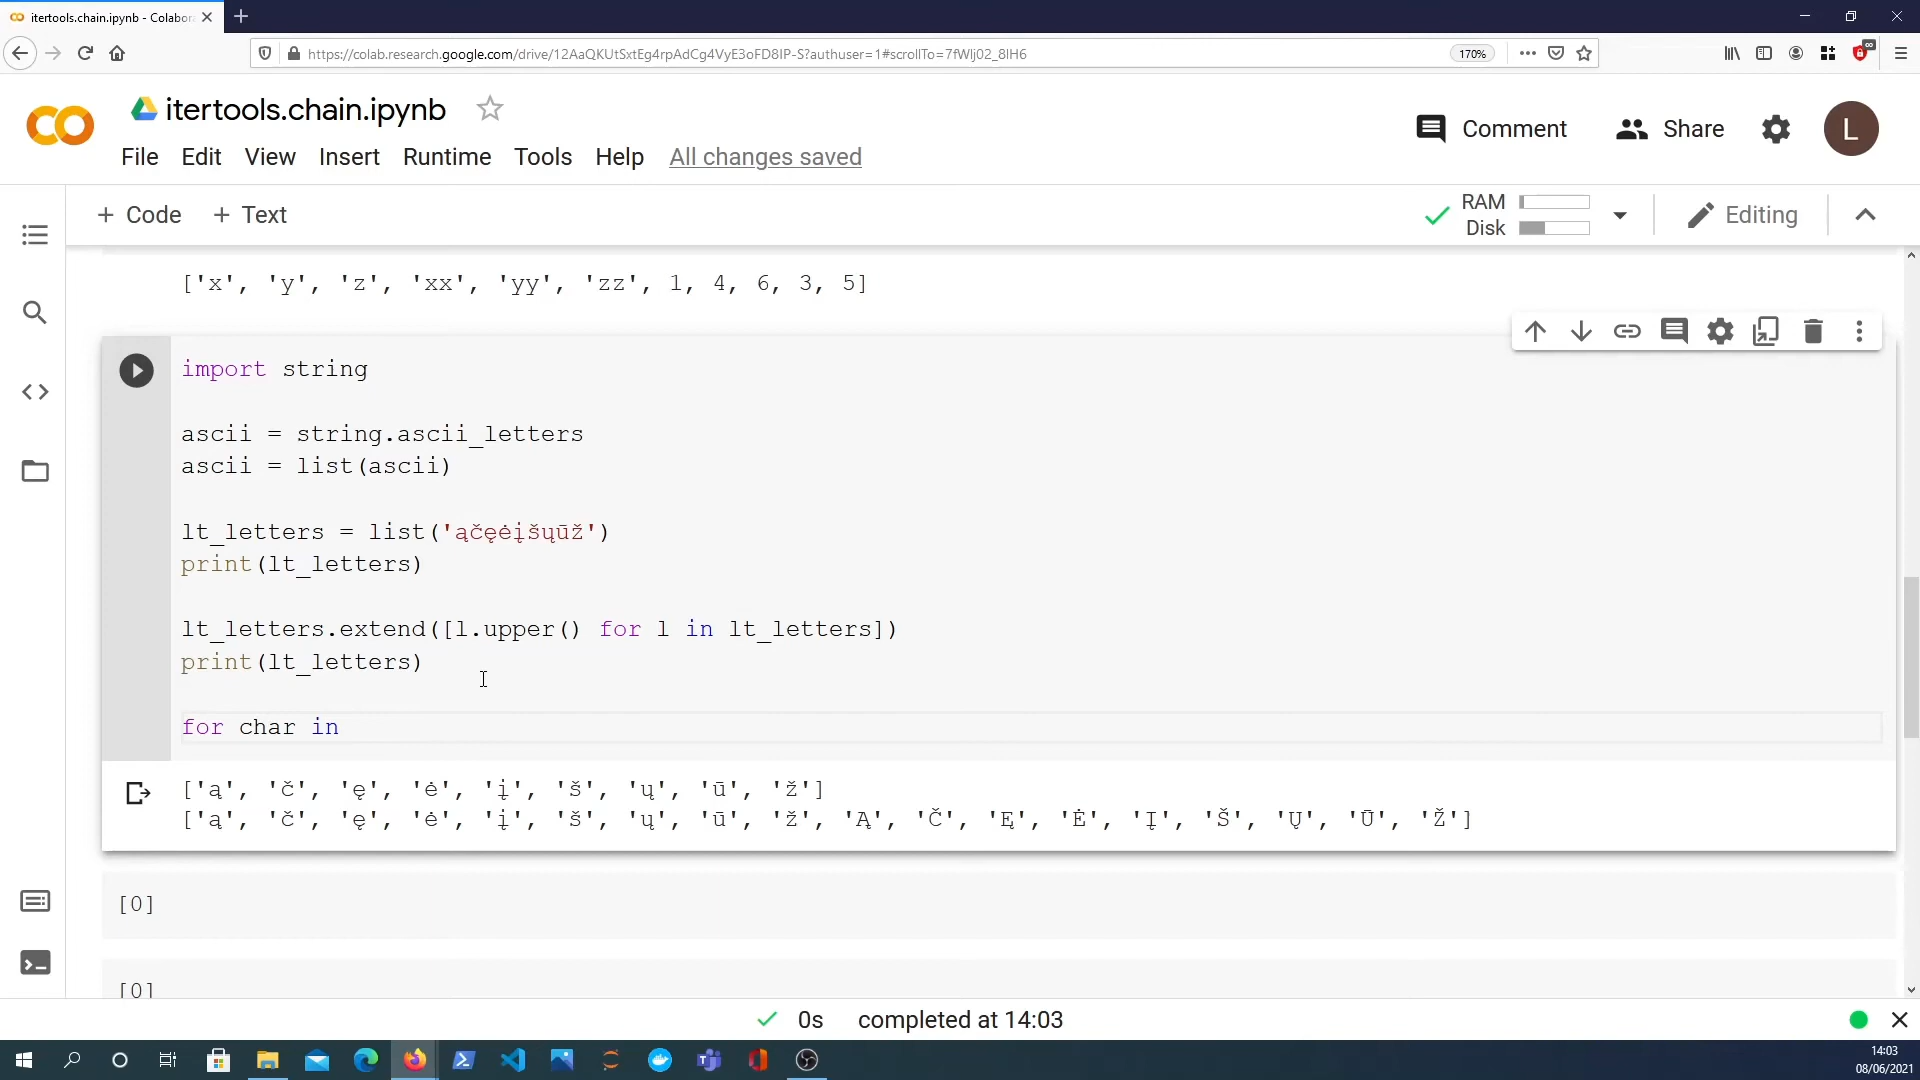 itertools.chain.ipynb - Colabor
https://colab.research.google.com/drive/12AaQKUtSxtEg4rpAdCg4VyE3oFD8IP-S?authuser=1#scrollTo=7fWlj02_8lH6
170%
itertools.chain.ipynb
File Edit View Insert Runtime Tools Help All changes saved
Comment
Share
L
+ Code + Text
RAM
Disk
Editing
['x', 'y', 'z', 'xx', 'yy', 'zz', 1, 4, 6, 3, 5]
import string
ascii = string.ascii_letters
ascii = list(ascii)
lt_letters = list('ąčęėįšųūž')
print(lt_letters)
lt_letters.extend([l.upper() for l in lt_letters])
print(lt_letters)
for char in
['ą', 'č', 'ę', 'ė', 'į', 'š', 'ų', 'ū', 'ž']
['ą', 'č', 'ę', 'ė', 'į', 'š', 'ų', 'ū', 'ž', 'Ą', 'Č', 'Ę', 'Ė', 'Į', 'Š', 'Ų', 'Ū', 'Ž']
[0]
[0]
0s completed at 14:03
14:03
08/06/2021